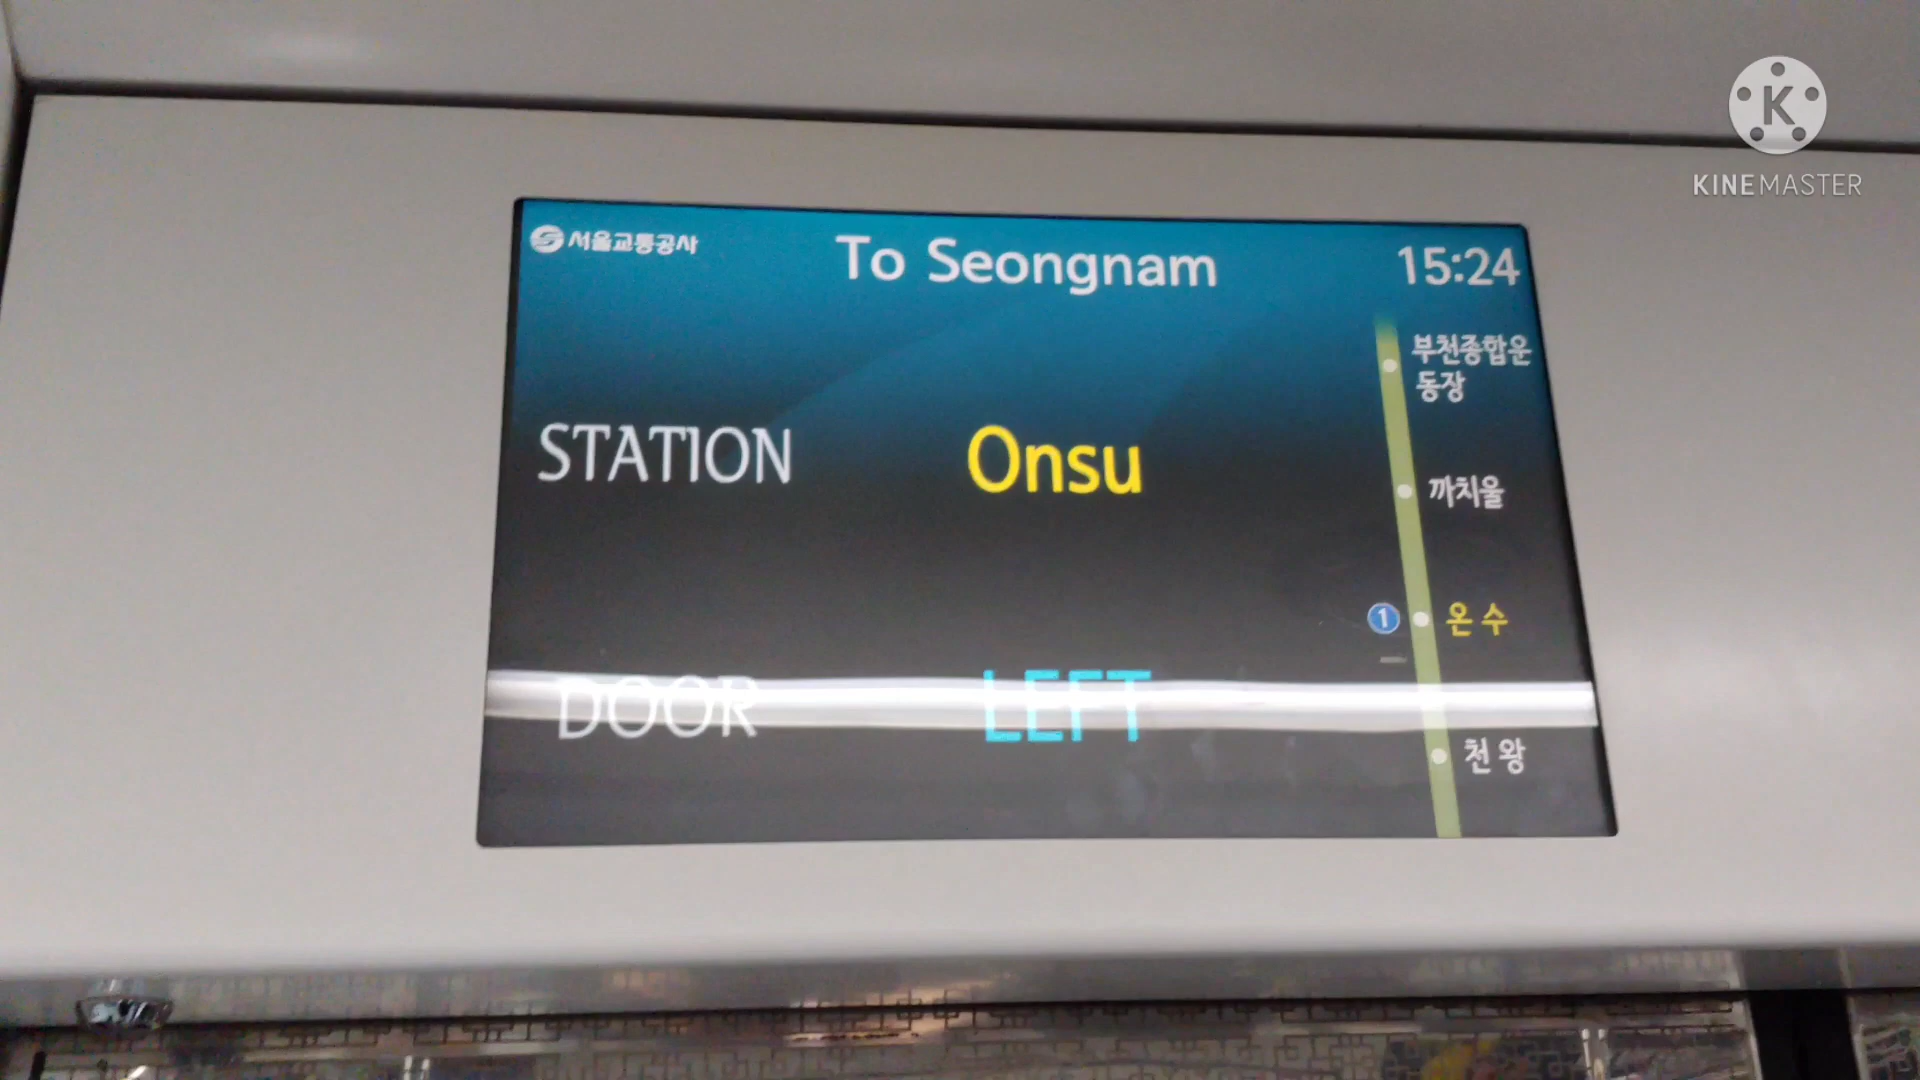 K
KINEMASTER
서울교통공사
To Seongnam
15:24
STATION
Onsu
DOOR
LEFT
부천종합운
동장
까치울
1
온수
천왕